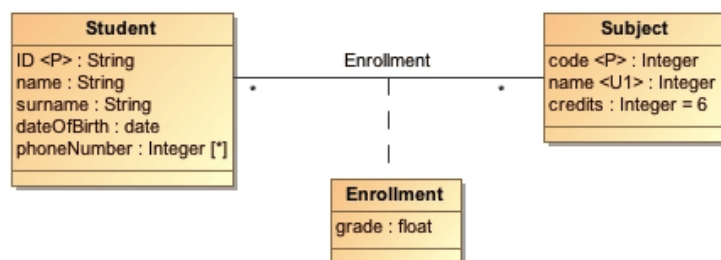 Student
ID <P> : String
name : String
surname : String
dateOfBirth : date
phoneNumber : Integer [*]
Enrollment
*
*
Subject
code <P> : Integer
name <U1> : Integer
credits : Integer = 6
Enrollment
grade : float